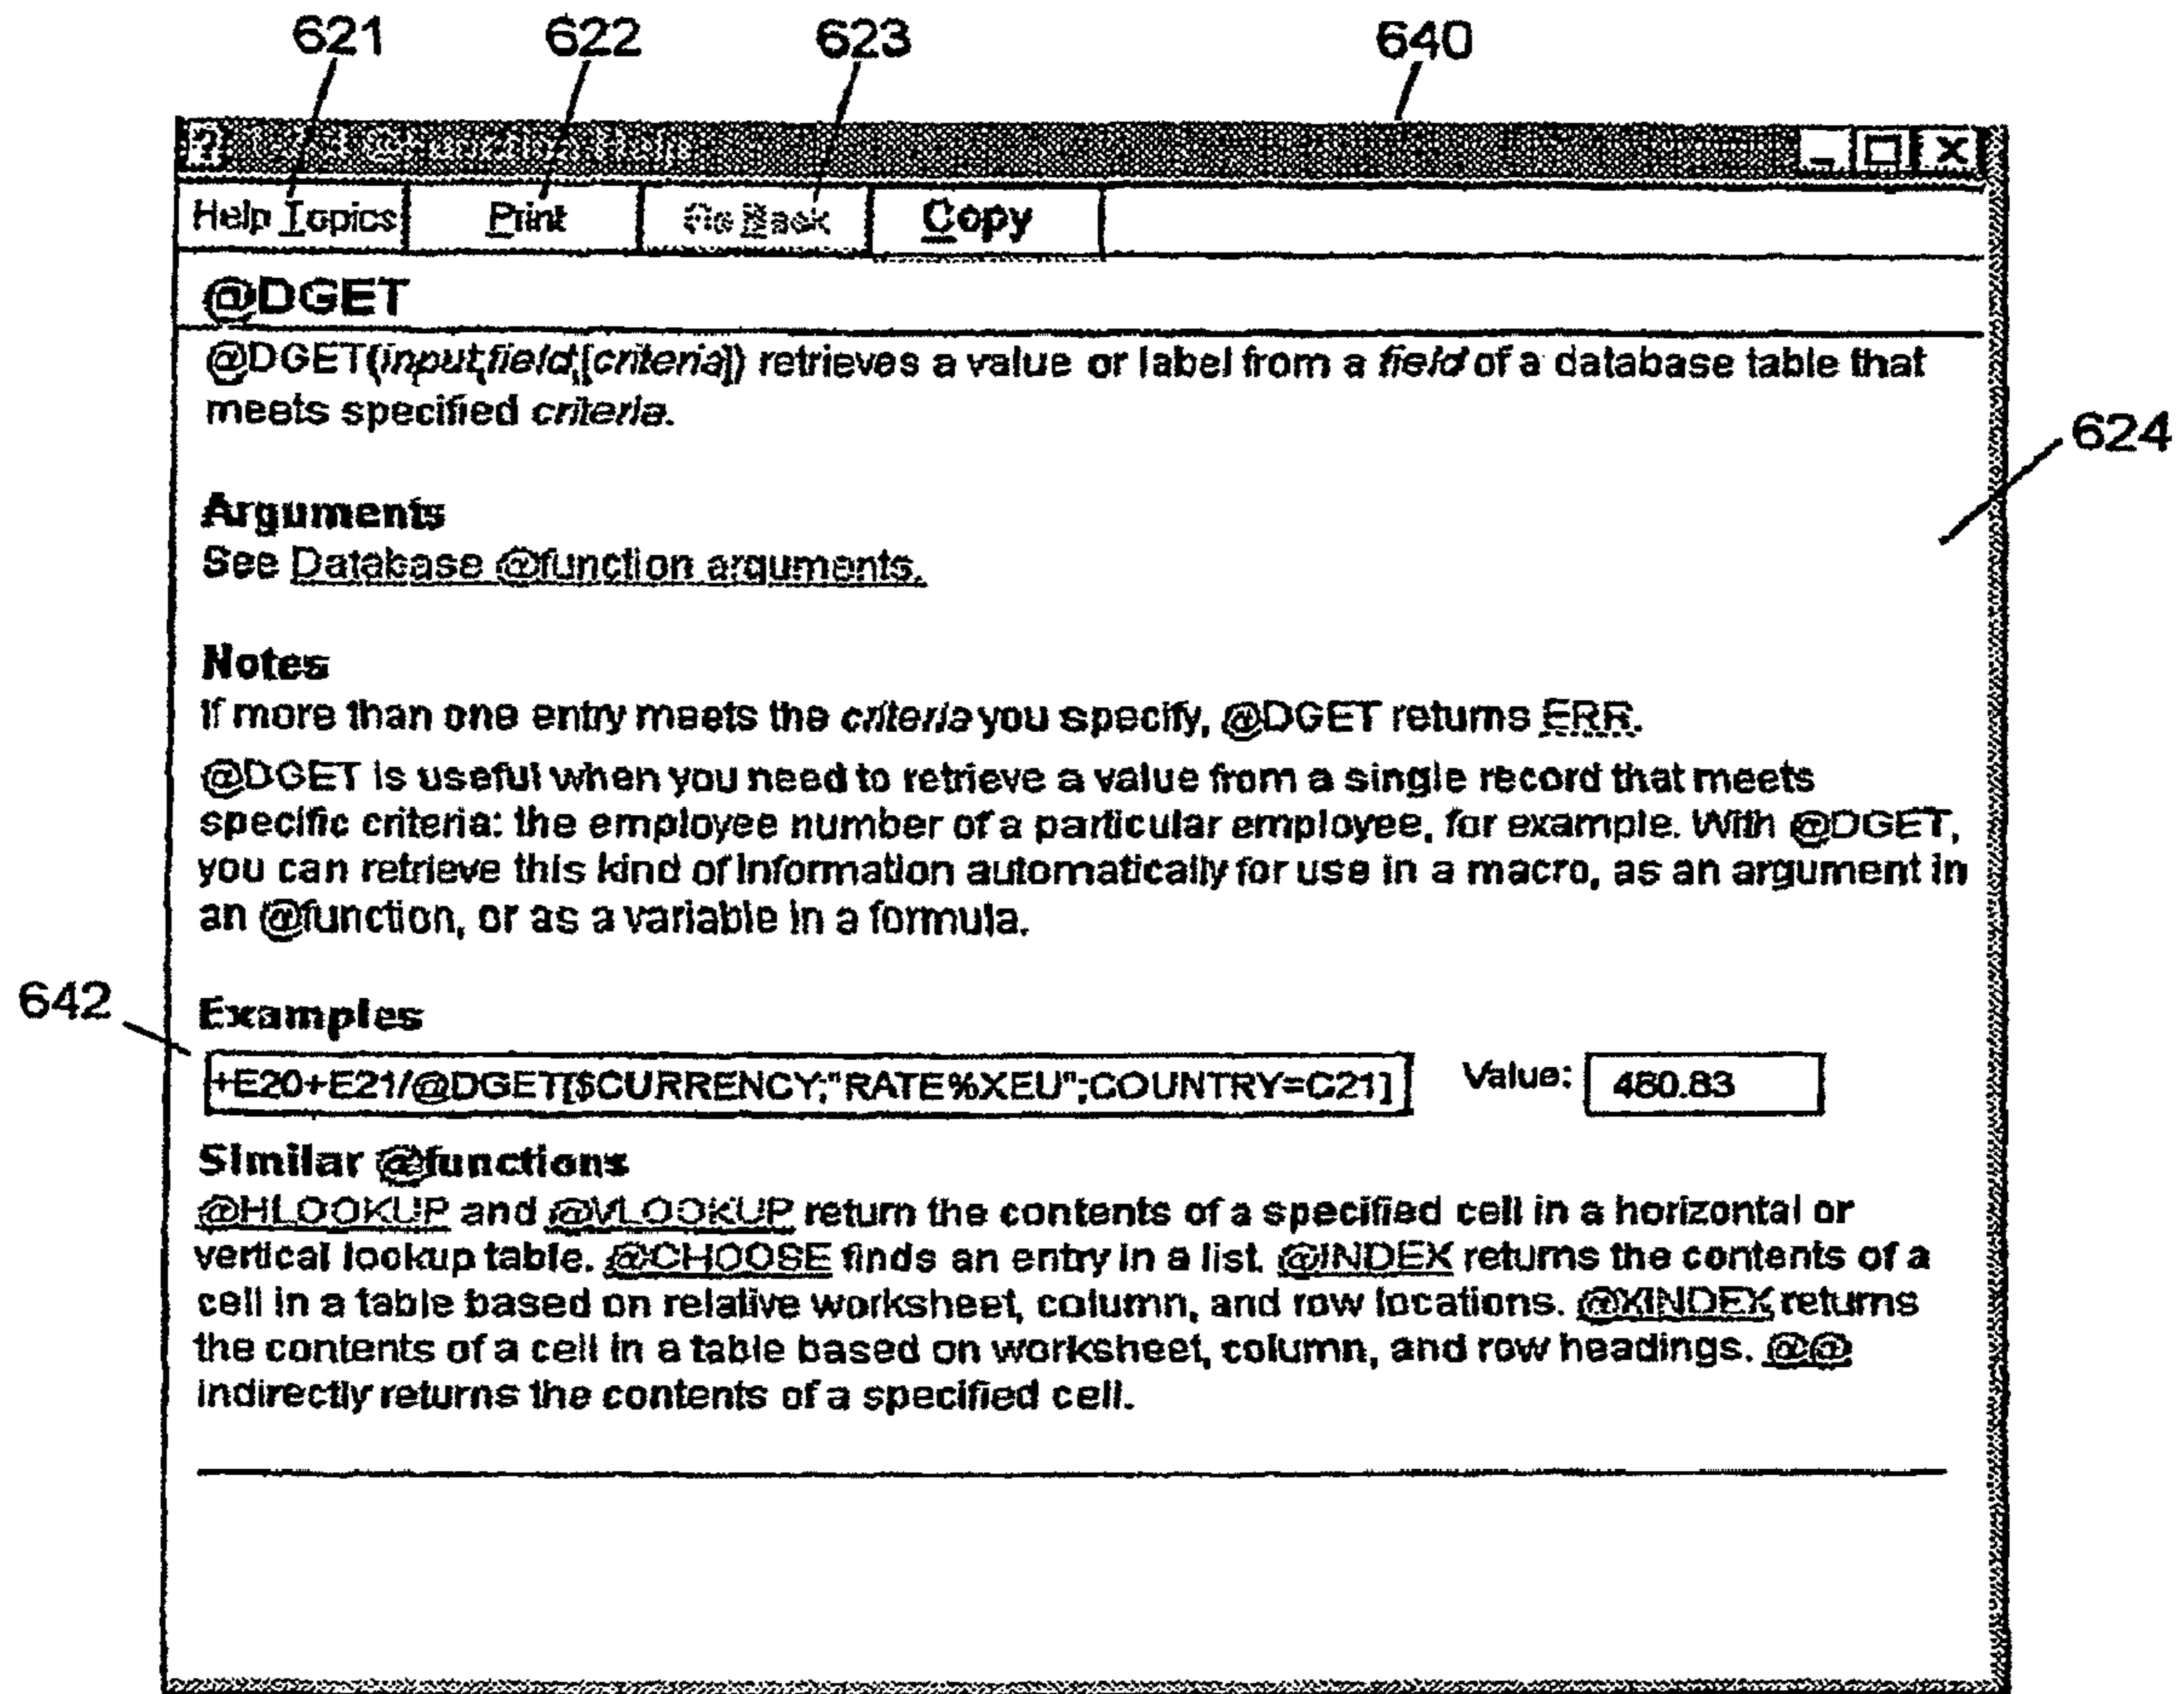 621 622 623 640
Help Topics Print Go Back Copy
@DGET
@DGET(input,field,[criteria]) retrieves a value or label from a field of a database table that
meets specified criteria.
624
Arguments
See Database @function arguments.
Notes
If more than one entry meets the criteria you specify, @DGET returns ERR.
@DGET is useful when you need to retrieve a value from a single record that meets
specific criteria: the employee number of a particular employee, for example. With @DGET,
you can retrieve this kind of information automatically for use in a macro, as an argument in
an @function, or as a variable in a formula.
642
Examples
+E20+E21/@DGET[$CURRENCY;"RATE%XEU";COUNTRY=C21] Value: 480.83
Similar @functions
@HLOOKUP and @VLOOKUP return the contents of a specified cell in a horizontal or
vertical lookup table. @CHOOSE finds an entry in a list. @INDEX returns the contents of a
cell in a table based on relative worksheet, column, and row locations. @XINDEX returns
the contents of a cell in a table based on worksheet, column, and row headings. @@
indirectly returns the contents of a specified cell.